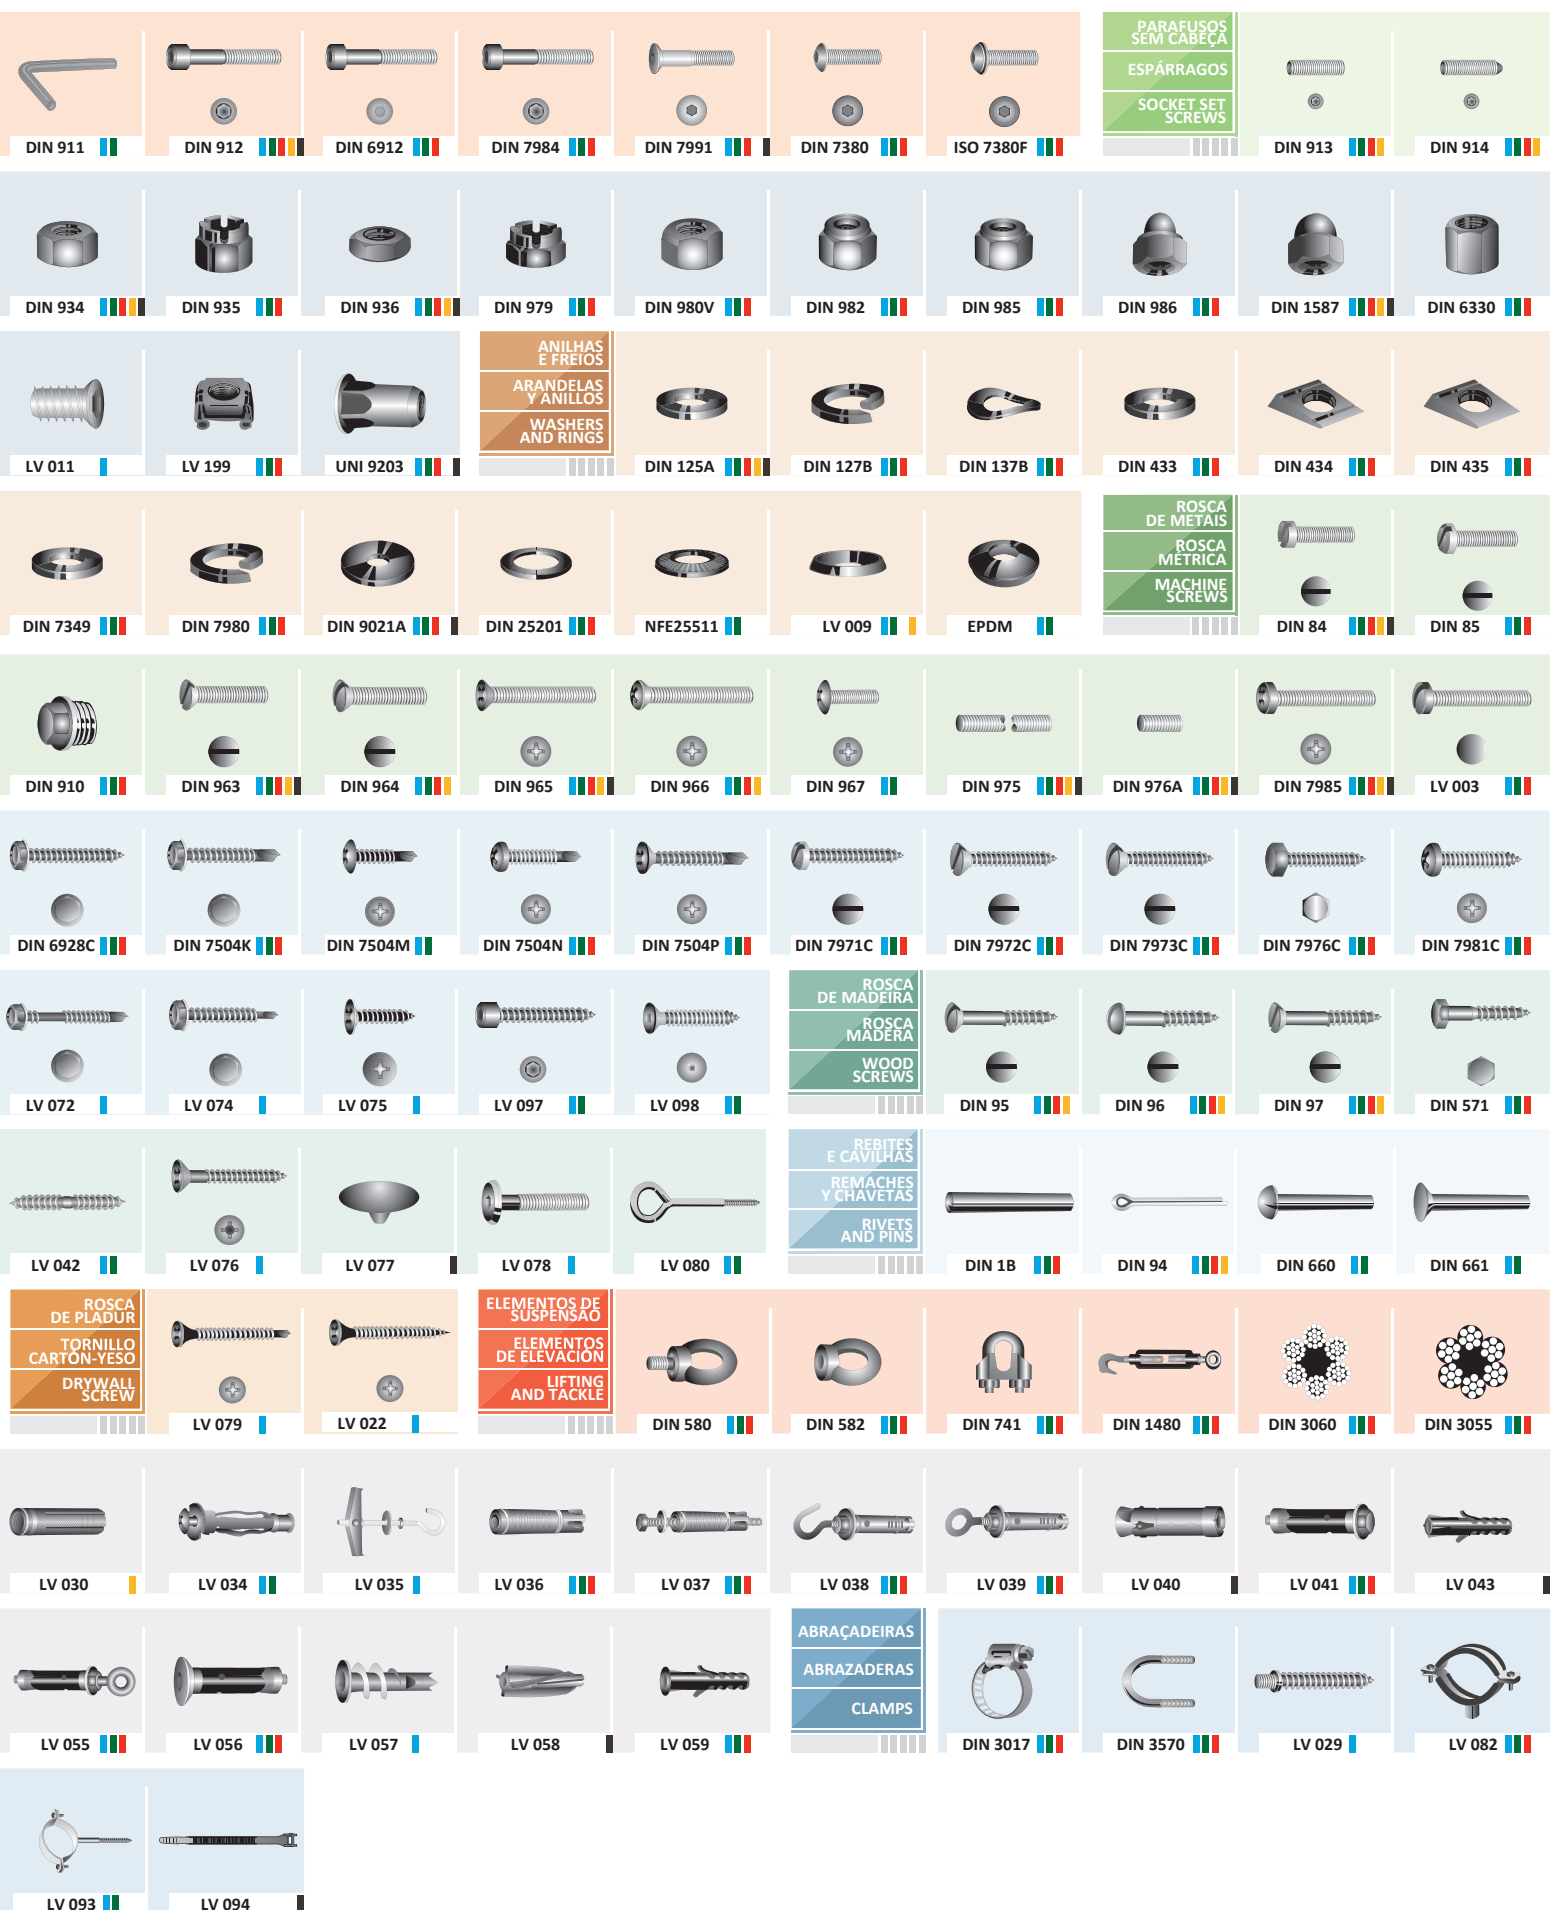 PARAFUSOS
SEM CABEÇA
ESPÁRRAGOS
SOCKET SET
SCREWS
DIN 911
DIN 912
DIN 6912
DIN 7984
DIN 7991
DIN 7380
ISO 7380F
DIN 913
DIN 914
DIN 934
DIN 935
DIN 936
DIN 979
DIN 980V
DIN 982
DIN 985
DIN 986
DIN 1587
DIN 6330
ANILHAS
E FREIOS
ARANDELAS
Y ANILLOS
WASHERS
AND RINGS
LV 011
LV 199
UNI 9203
DIN 125A
DIN 127B
DIN 137B
DIN 433
DIN 434
DIN 435
ROSCA
DE METAIS
ROSCA
MÉTRICA
MACHINE
SCREWS
DIN 7349
DIN 7980
DIN 9021A
DIN 25201
NFE25511
LV 009
EPDM
DIN 84
DIN 85
DIN 910
DIN 963
DIN 964
DIN 965
DIN 966
DIN 967
DIN 975
DIN 976A
DIN 7985
LV 003
DIN 6928C
DIN 7504K
DIN 7504M
DIN 7504N
DIN 7504P
DIN 7971C
DIN 7972C
DIN 7973C
DIN 7976C
DIN 7981C
ROSCA
DE MADEIRA
ROSCA
MADERA
WOOD
SCREWS
LV 072
LV 074
LV 075
LV 097
LV 098
DIN 95
DIN 96
DIN 97
DIN 571
REBITES
E CAVILHAS
REMACHES
Y CHAVETAS
RIVETS
AND PINS
LV 042
LV 076
LV 077
LV 078
LV 080
DIN 1B
DIN 94
DIN 660
DIN 661
ROSCA
DE PLADUR
TORNILLO
CARTÓN-YESO
DRYWALL
SCREW
ELEMENTOS DE
SUSPENSÃO
ELEMENTOS
DE ELEVACIÓN
LIFTING
AND TACKLE
LV 079
LV 022
DIN 580
DIN 582
DIN 741
DIN 1480
DIN 3060
DIN 3055
LV 030
LV 034
LV 035
LV 036
LV 037
LV 038
LV 039
LV 040
LV 041
LV 043
ABRAÇADEIRAS
ABRAZADERAS
CLAMPS
LV 055
LV 056
LV 057
LV 058
LV 059
DIN 3017
DIN 3570
LV 029
LV 082
LV 093
LV 094